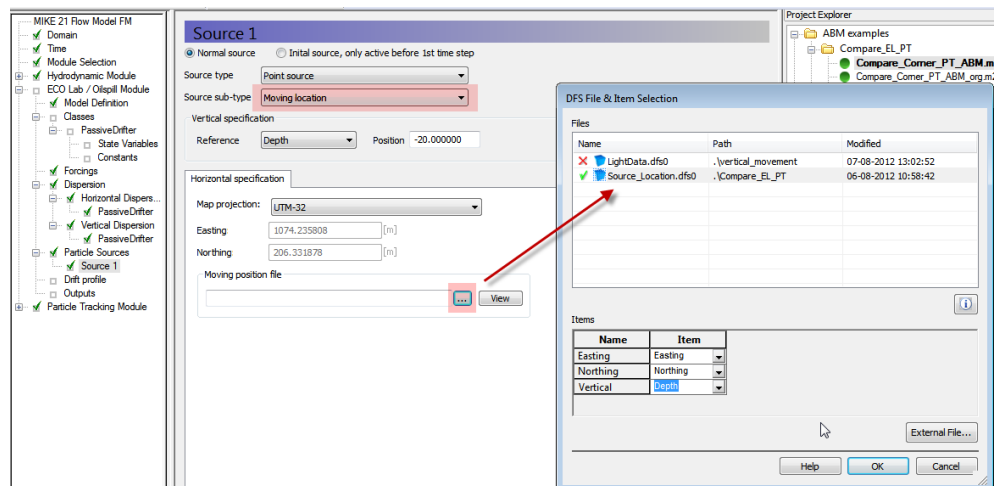 MIKE 21 Flow Model FM
Domain
Time
Module Selection
Hydrodynamic Module
ECO Lab / Oilspill Module
Model Definition
Classes
PassiveDrifter
State Variables
Constants
Forcings
Dispersion
Horizontal Dispers...
PassiveDrifter
Vertical Dispersion
PassiveDrifter
Particle Sources
Source 1
Drift profile
Outputs
Particle Tracking Module
Source 1
Normal source Inital source, only active before 1st time step
Source type Point source
Source sub-type Moving location
Vertical specification
Reference Depth Position -20.000000
Horizontal specification
Map projection: UTM-32
Easting 1074.235808 [m]
Northing 206.331878 [m]
Moving position file
... View
Project Explorer
ABM examples
Compare_EL_PT
Compare_Corner_PT_ABM.m
Compare_Corner_PT_ABM_org.m2
DFS File & Item Selection
Files
Name Path Modified
LightData.dfs0 .\vertical_movement 07-08-2012 13:02:52
Source_Location.dfs0 .\Compare_EL_PT 06-08-2012 10:58:42
Items
Name Item
Easting Easting
Northing Northing
Vertical Depth
External File...
Help OK Cancel